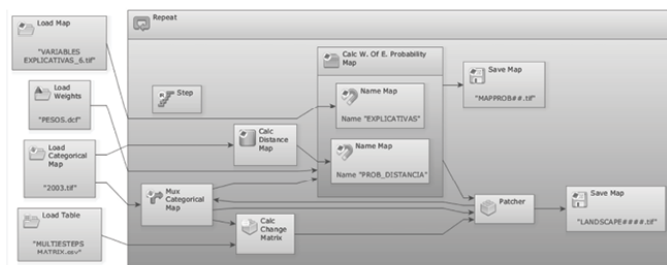 Load Map
"VARIABLES
EXPLICATIVAS_6.tif"
Load
Weights
"PESOS.dcf"
Load
Categorical
Map
"2003.tif"
Load Table
"MULTIESTEPS
MATRIX.csv"
Repeat
Step
Calc
Distance
Map
Mux
Categorical
Map
Calc
Change
Matrix
Calc W. Of E. Probability
Map
Name Map
Name "EXPLICATIVAS"
Name Map
Name "PROB_DISTANCIA"
Save Map
"MAPPROB##.tif"
Patcher
Save Map
"LANDSCAPE####.tif"